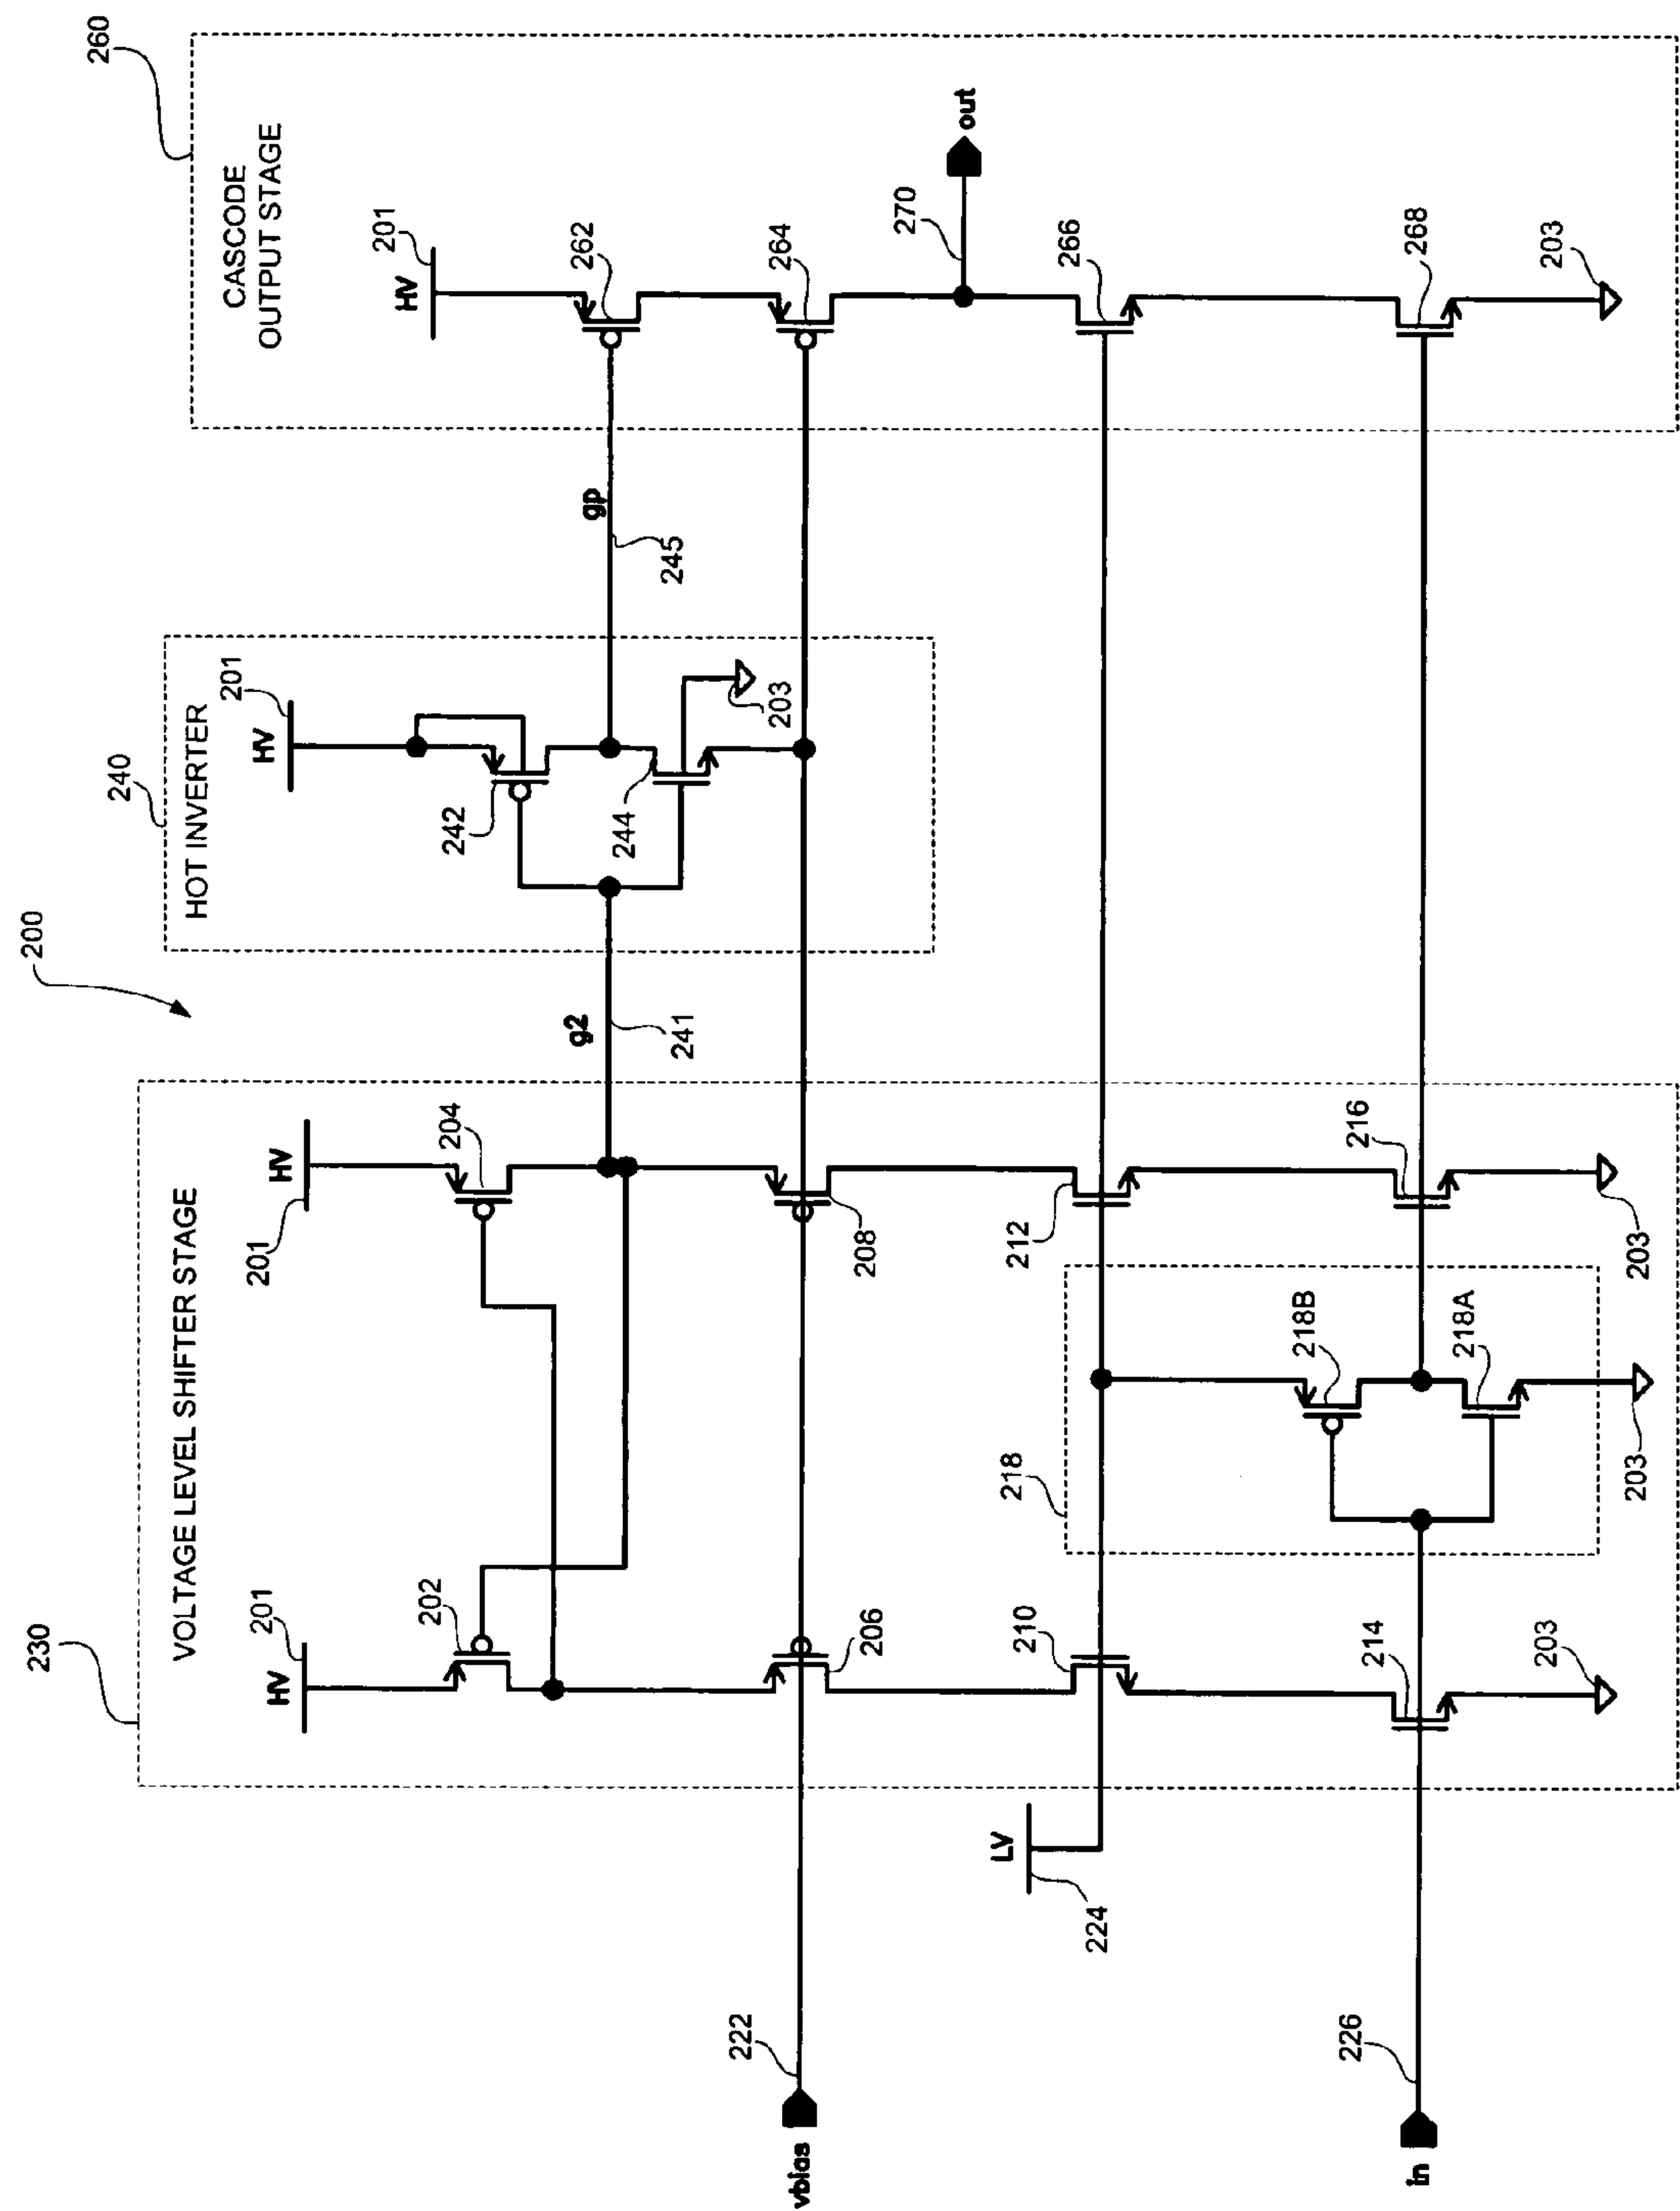 200
230
VOLTAGE LEVEL SHIFTER STAGE
HV
201
202
HV
201
204
206
208
210
212
214
216
218
218B
218A
203
203
203
vbias
222
LV
224
in
226
g2
241
240
HOT INVERTER
HV
201
242
244
203
gp
245
260
CASCODE
OUTPUT STAGE
HV
201
262
264
270
out
266
268
203